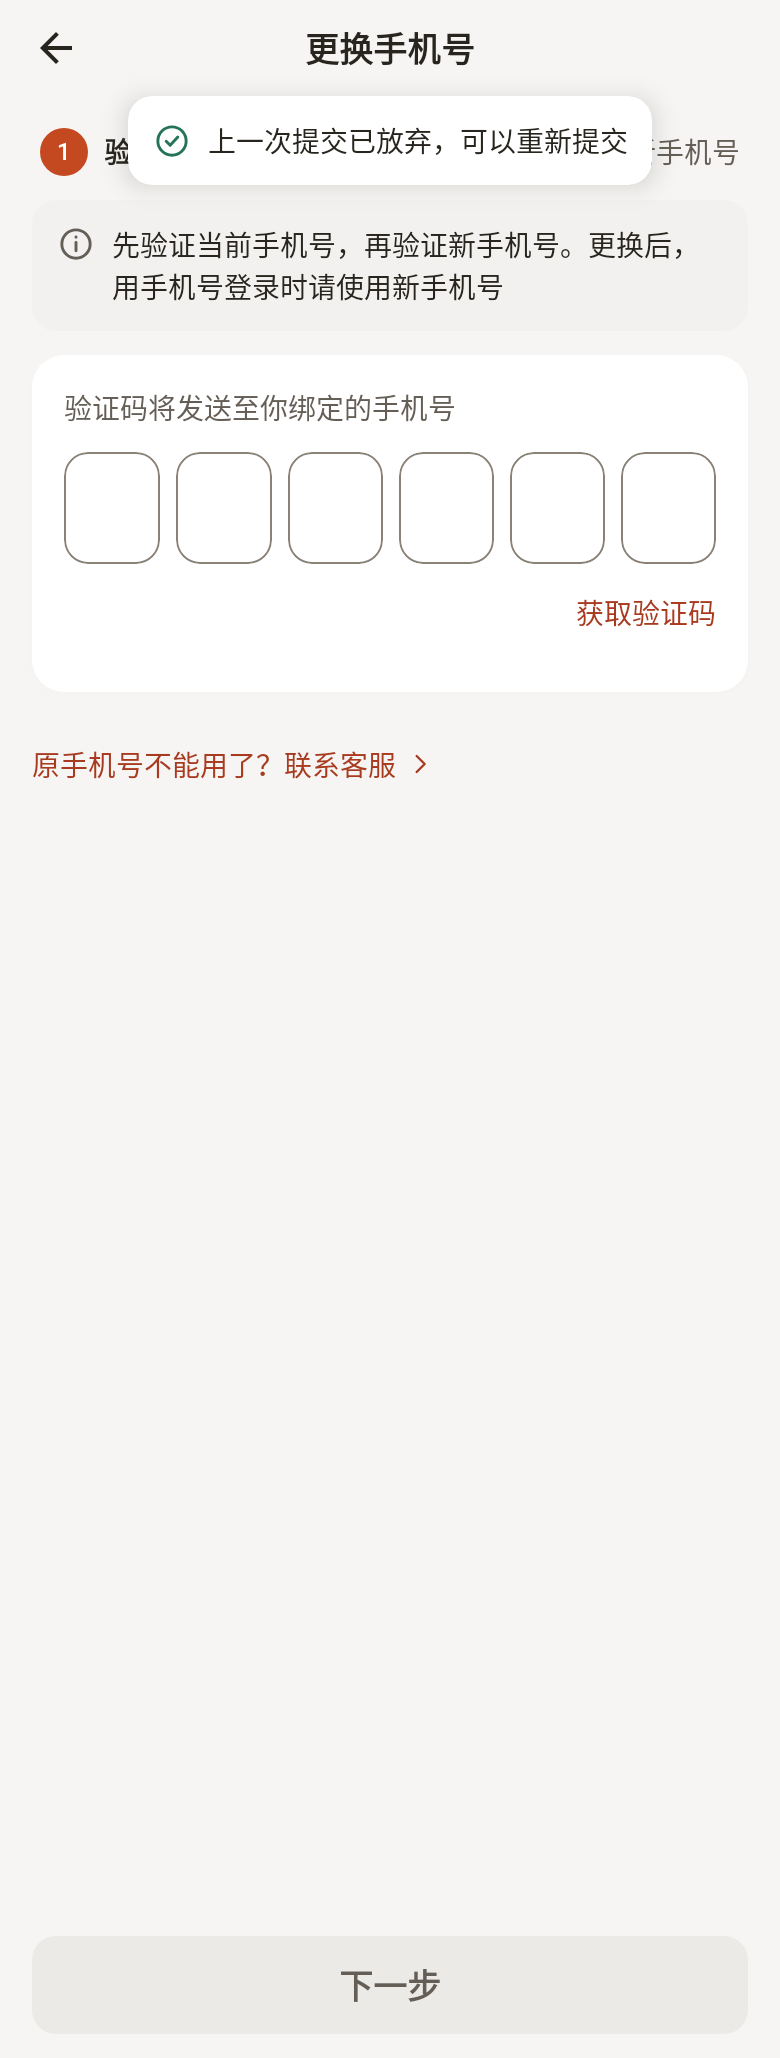 更换手机号
上一次提交已放弃，可以重新提交
1 验
手机号
先验证当前手机号，再验证新手机号。更换后，
用手机号登录时请使用新手机号
验证码将发送至你绑定的手机号
获取验证码
原手机号不能用了？联系客服
下一步